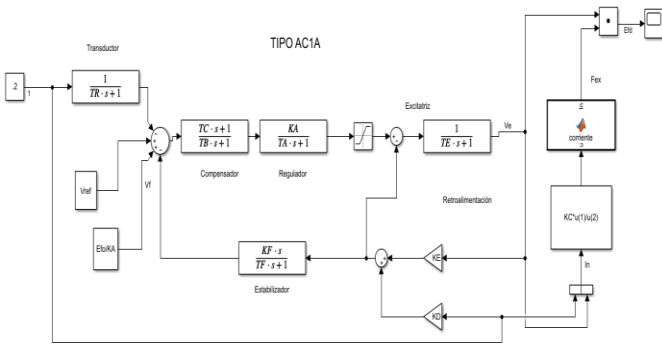 TIPO AC1A
Transductor
.2
1
1
TR · s+1
Vref
Vf
Efo/KA
TC · s+1
TB · s+1
Compensador
KA
TA · s+1
Regulador
Excitatriz
1
TE · s+1
Ve
Efd
Fex
corriente
KC*u(1)/u(2)
In
Retroalimentación
KF · s
TF · s+1
Estabilizador
KE
KD